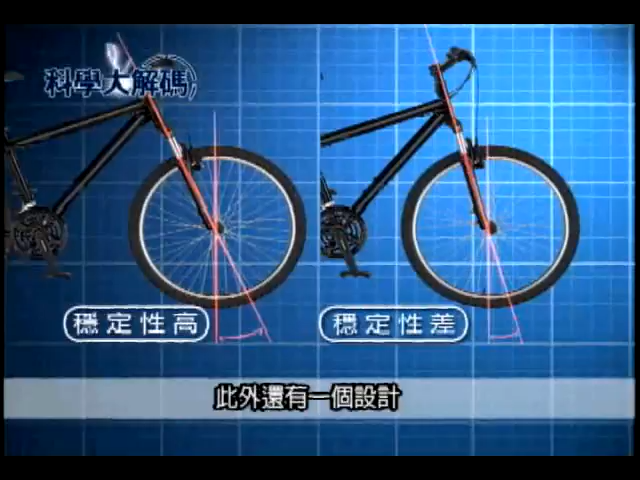 科學大解碼
穩定性高
穩定性差
此外還有一個設計